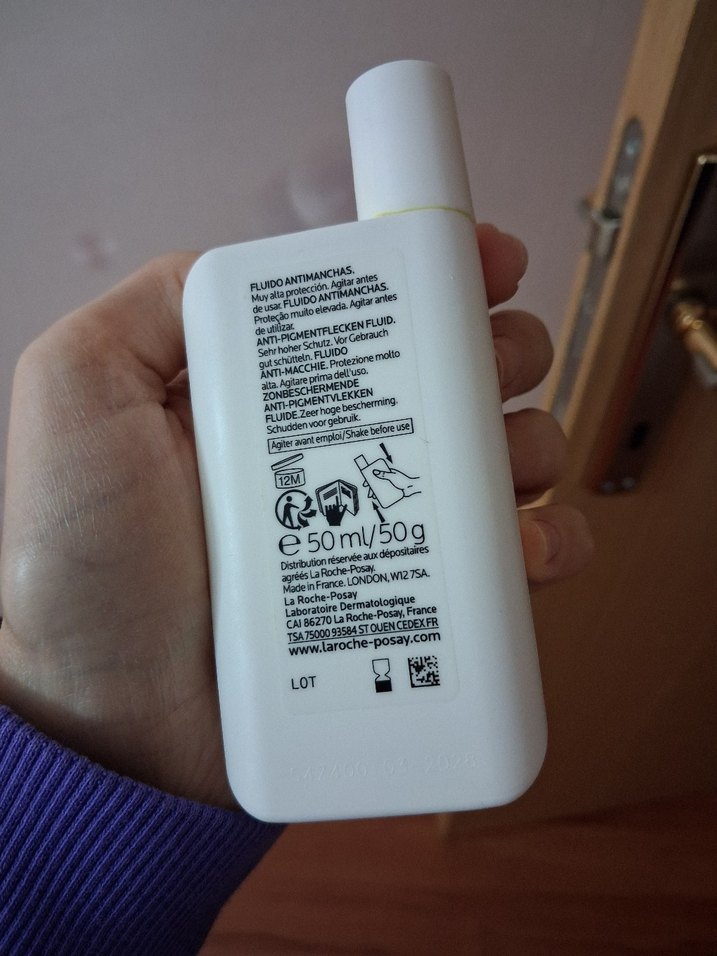 FLUIDO ANTIMANCHAS.
Muy alta protección. Agitar antes
de usar. FLUIDO ANTIMANCHAS.
Proteção muito elevada. Agitar antes
de utilizar.
ANTI-PIGMENTFLECKEN FLUID.
Sehr hoher Schutz. Vor Gebrauch
gut schütteln. FLUIDO
ANTI-MACCHIE. Protezione molto
alta. Agitare prima dell'uso.
ZONBESCHERMENDE
ANTI-PIGMENTVLEKKEN
FLUIDE. Zeer hoge bescherming.
Schudden voor gebruik.
Agiter avant emploi/Shake before use
12M
e 50 ml/50 g
Distribution réservée aux dépositaires
agréés La Roche-Posay.
Made in France. LONDON, W12 7SA.
La Roche-Posay
Laboratoire Dermatologique
CAI 86270 La Roche-Posay, France
TSA 75000 93584 ST OUEN CEDEX FR
www.laroche-posay.com
LOT
2028